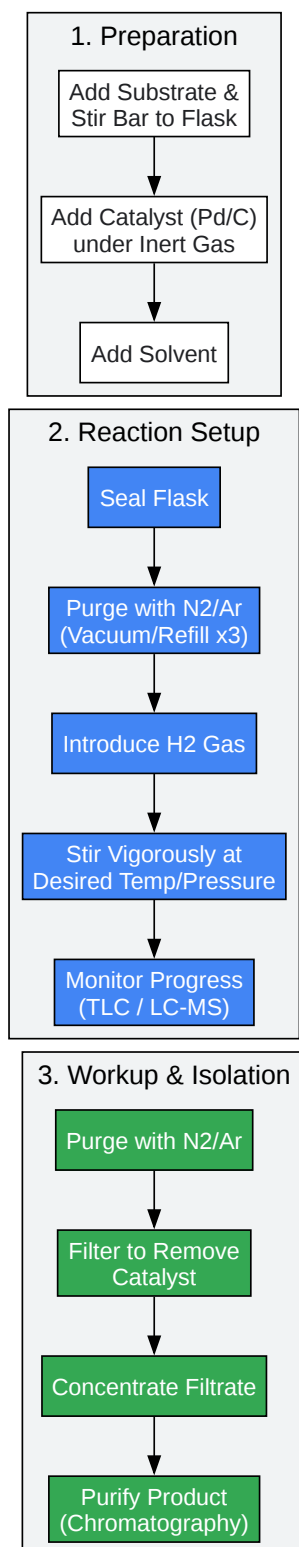 1. Preparation
Add Substrate &
Stir Bar to Flask
Add Catalyst (Pd/C)
under Inert Gas
Add Solvent
2. Reaction Setup
Seal Flask
Purge with N2/Ar
(Vacuum/Refill x3)
Introduce H2 Gas
Stir Vigorously at
Desired Temp/Pressure
Monitor Progress
(TLC / LC-MS)
3. Workup & Isolation
Purge with N2/Ar
Filter to Remove
Catalyst
Concentrate Filtrate
Purify Product
(Chromatography)